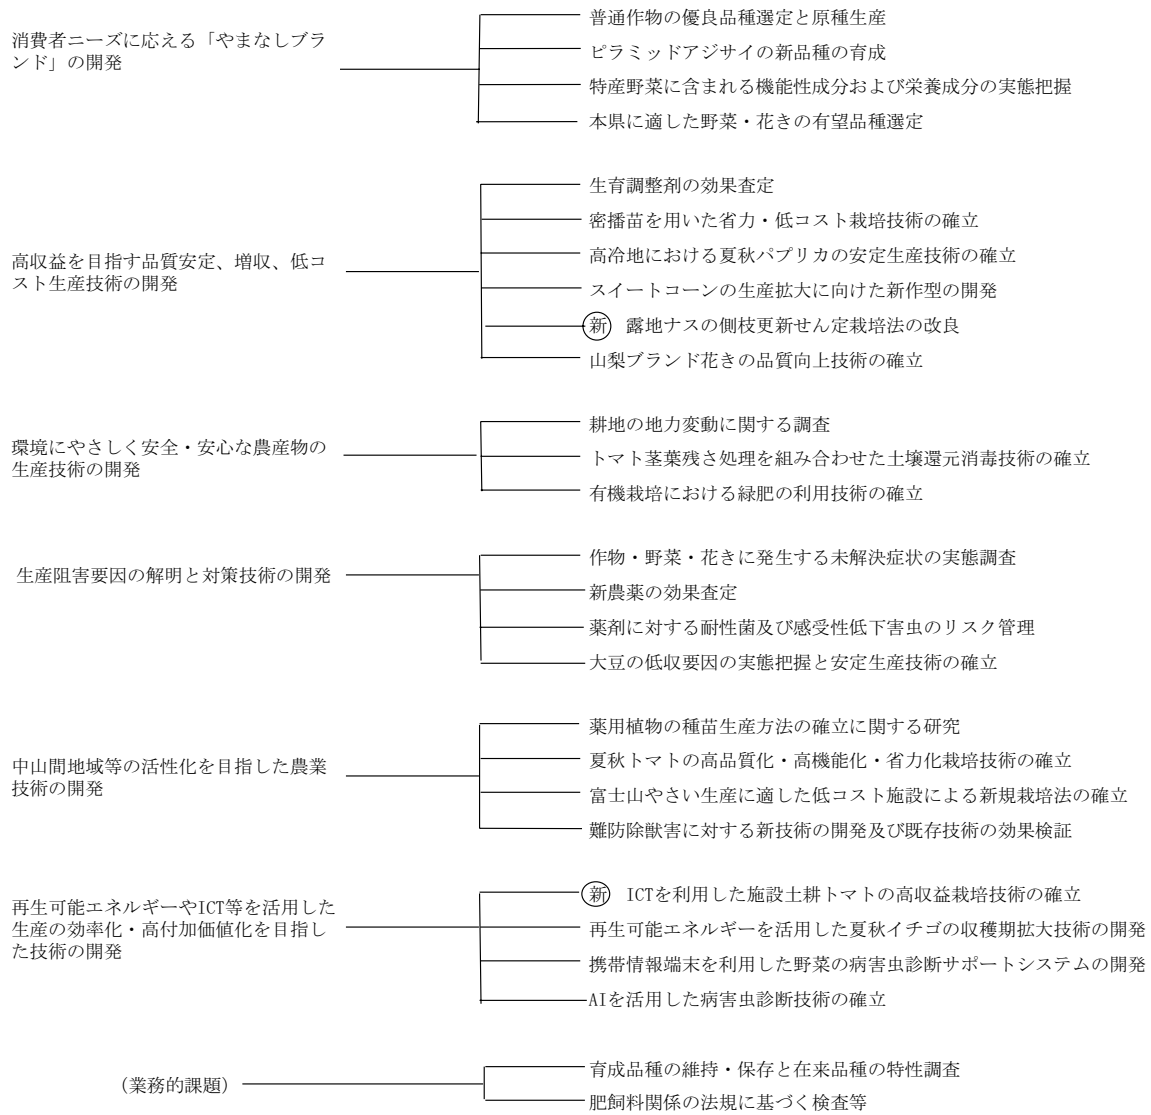 消費者ニーズに応える「やまなしブラ
ンド」の開発
普通作物の優良品種選定と原種生産
ピラミッドアジサイの新品種の育成
特産野菜に含まれる機能性成分および栄養成分の実態把握
本県に適した野菜・花きの有望品種選定
高収益を目指す品質安定、増収、低コ
スト生産技術の開発
生育調整剤の効果査定
密播苗を用いた省力・低コスト栽培技術の確立
高冷地における夏秋パプリカの安定生産技術の確立
スイートコーンの生産拡大に向けた新作型の開発
新 露地ナスの側枝更新せん定栽培法の改良
山梨ブランド花きの品質向上技術の確立
環境にやさしく安全・安心な農産物の
生産技術の開発
耕地の地力変動に関する調査
トマト茎葉残さ処理を組み合わせた土壌還元消毒技術の確立
有機栽培における緑肥の利用技術の確立
生産阻害要因の解明と対策技術の開発
作物・野菜・花きに発生する未解決症状の実態調査
新農薬の効果査定
薬剤に対する耐性菌及び感受性低下害虫のリスク管理
大豆の低収要因の実態把握と安定生産技術の確立
中山間地域等の活性化を目指した農業
技術の開発
薬用植物の種苗生産方法の確立に関する研究
夏秋トマトの高品質化・高機能化・省力化栽培技術の確立
富士山やさい生産に適した低コスト施設による新規栽培法の確立
難防除獣害に対する新技術の開発及び既存技術の効果検証
再生可能エネルギーやICT等を活用した
生産の効率化・高付加価値化を目指し
た技術の開発
新 ICTを利用した施設土耕トマトの高収益栽培技術の確立
再生可能エネルギーを活用した夏秋イチゴの収穫期拡大技術の開発
携帯情報端末を利用した野菜の病害虫診断サポートシステムの開発
AIを活用した病害虫診断技術の確立
(業務的課題)
育成品種の維持・保存と在来品種の特性調査
肥飼料関係の法規に基づく検査等